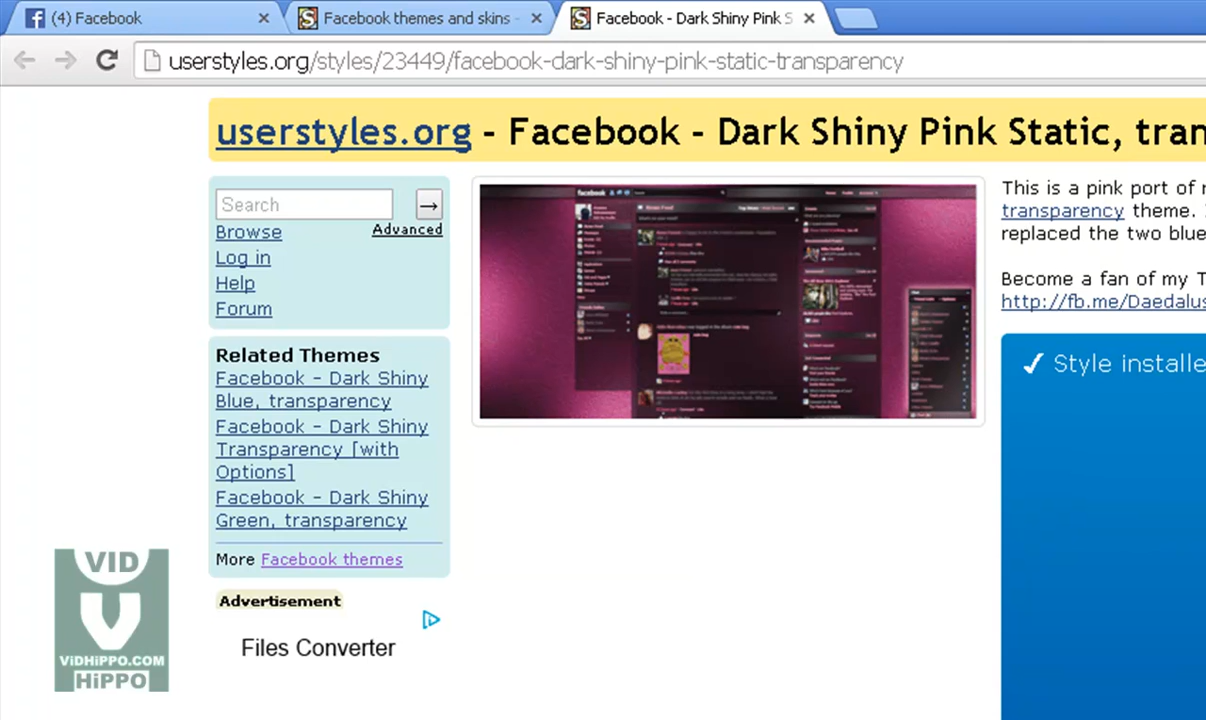 (4) Facebook
Facebook themes and skins -
Facebook - Dark Shiny Pink S
userstyles.org/styles/23449/facebook-dark-shiny-pink-static-transparency
userstyles.org - Facebook - Dark Shiny Pink Static, tran
Search
→
Browse
Advanced
Log in
Help
Forum
Related Themes
Facebook - Dark Shiny
Blue, transparency
Facebook - Dark Shiny
Transparency [with
Options]
Facebook - Dark Shiny
Green, transparency
More Facebook themes
Advertisement
Files Converter
facebook
This is a pink port of
transparency theme.
replaced the two blue
Become a fan of my T
http://fb.me/Daedalus
✓ Style installe
VID
VIDHIPPO.COM
HIPPO